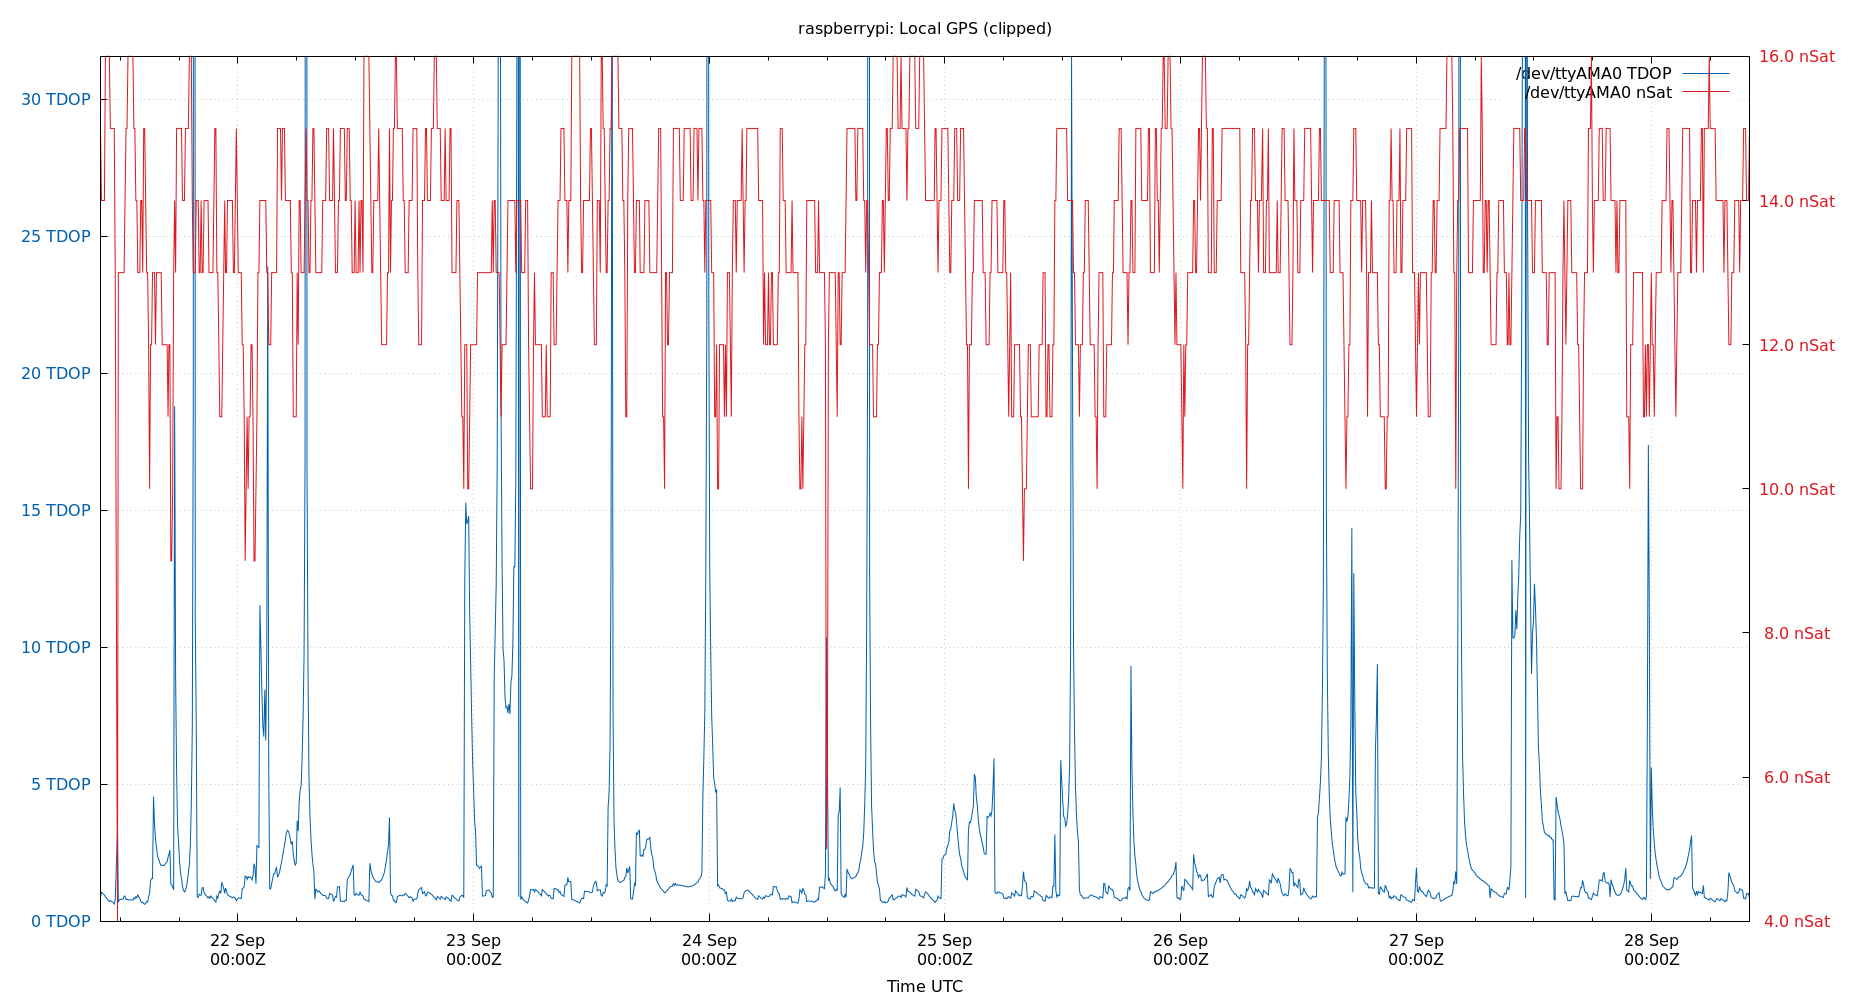 raspberrypi: Local GPS (clipped)
/dev/ttyAMA0 TDOP
/dev/ttyAMA0 nSat
30 TDOP
25 TDOP
20 TDOP
15 TDOP
10 TDOP
5 TDOP
0 TDOP
16.0 nSat
14.0 nSat
12.0 nSat
10.0 nSat
8.0 nSat
6.0 nSat
4.0 nSat
22 Sep
00:00Z
23 Sep
00:00Z
24 Sep
00:00Z
25 Sep
00:00Z
26 Sep
00:00Z
27 Sep
00:00Z
28 Sep
00:00Z
Time UTC